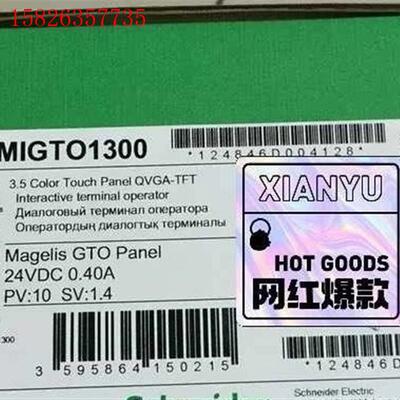 15826357735
MIGTO1300
*124846D004128*
3.5 Color Touch Panel QVGA-TFT
Interactive terminal operator
Диалоговый терминал оператора
Оператордың диалогтық терминалы
Magelis GTO Panel
24VDC 0.40A
PV:10 SV:1.4
XIANYU
HOT GOODS
网红爆款
300
3 595864 150215
*124846D
Schneider Electric